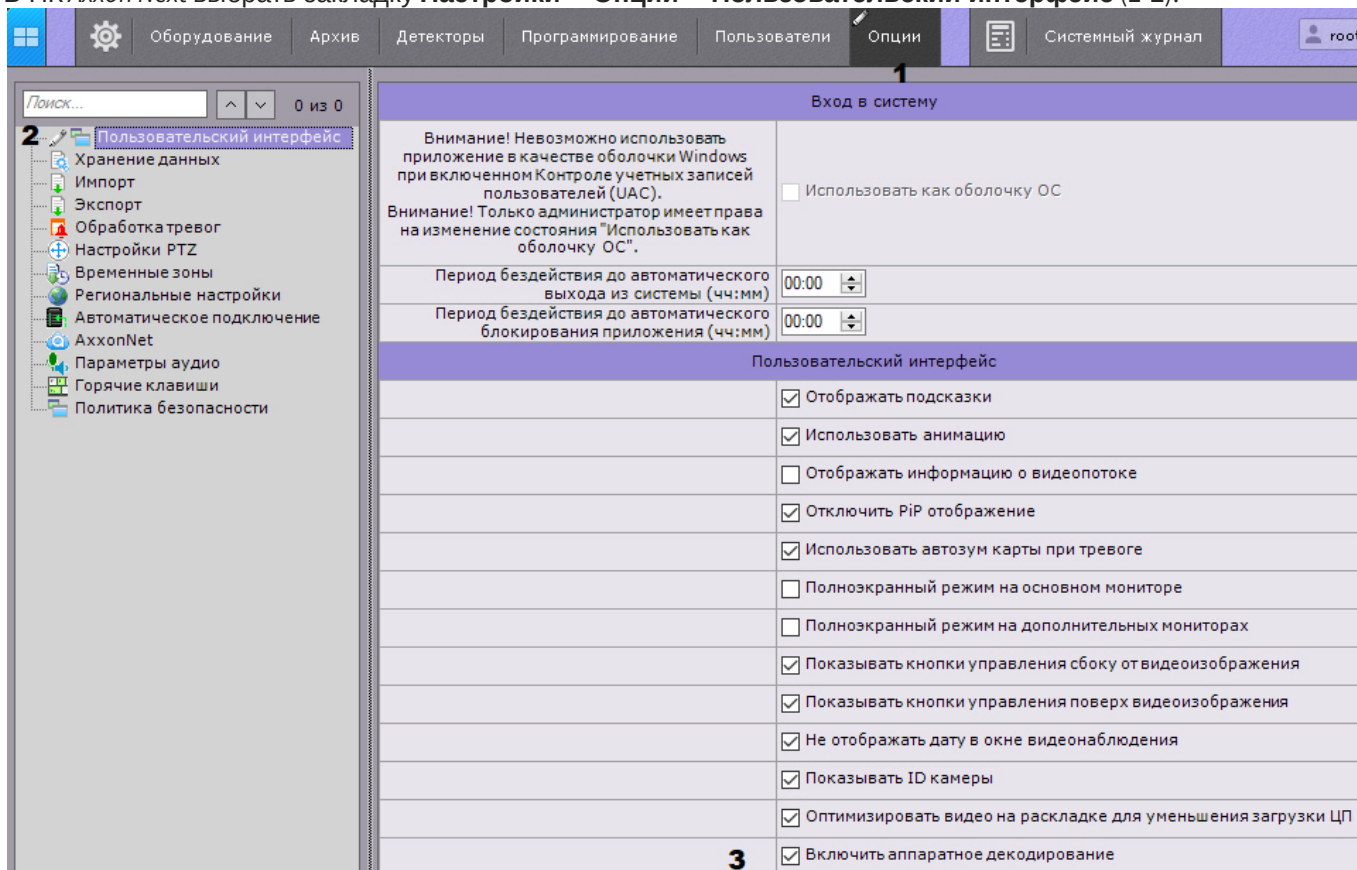 Оборудование Архив Детекторы Программирование Пользователи Опции Системный журнал root
1
Поиск... 0 из 0
2 Пользовательский интерфейс
Хранение данных
Импорт
Экспорт
Обработка тревог
Настройки PTZ
Временные зоны
Региональные настройки
Автоматическое подключение
AxxonNet
Параметры аудио
Горячие клавиши
Политика безопасности
Вход в систему
Внимание! Невозможно использовать
приложение в качестве оболочки Windows
при включенном Контроле учетных записей
пользователей (UAC).
Внимание! Только администратор имеет права
на изменение состояния "Использовать как
оболочку ОС".
Использовать как оболочку ОС
Период бездействия до автоматического
выхода из системы (чч:мм)
00:00
Период бездействия до автоматического
блокирования приложения (чч:мм)
00:00
Пользовательский интерфейс
Отображать подсказки
Использовать анимацию
Отображать информацию о видеопотоке
Отключить PiP отображение
Использовать автозум карты при тревоге
Полноэкранный режим на основном мониторе
Полноэкранный режим на дополнительных мониторах
Показывать кнопки управления сбоку от видеоизображения
Показывать кнопки управления поверх видеоизображения
Не отображать дату в окне видеонаблюдения
Показывать ID камеры
Оптимизировать видео на раскладке для уменьшения загрузки ЦП
3 Включить аппаратное декодирование